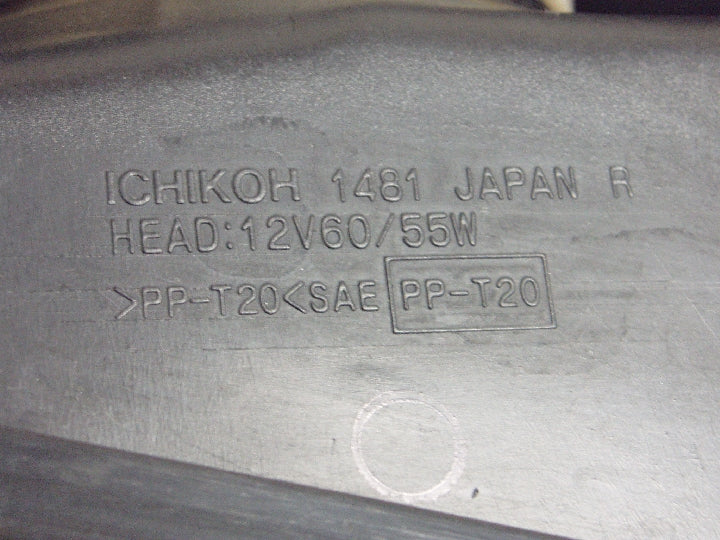 ICHIKOH 1481 JAPAN R
HEAD:12V60/55W
>PP-T20<SAE PP-T20